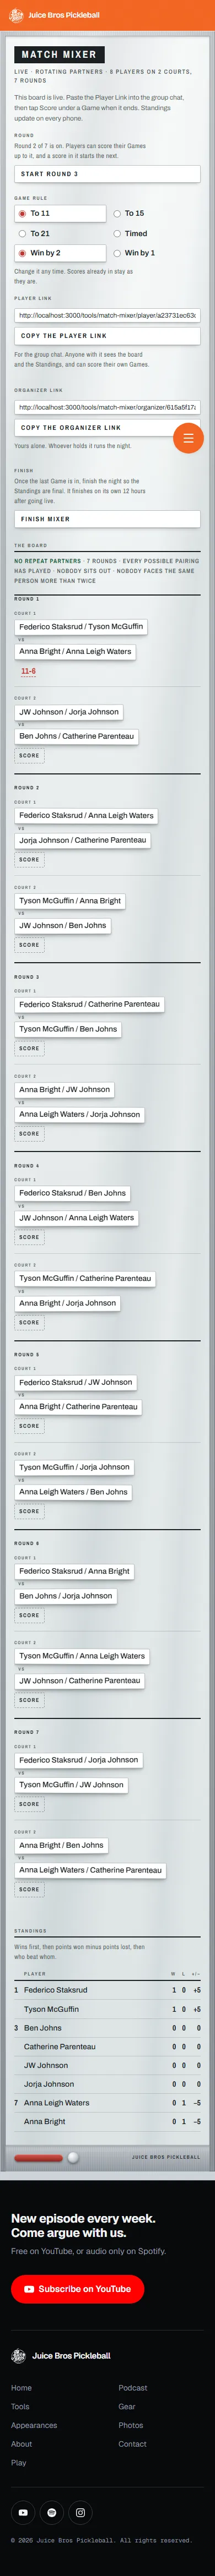 Juice Bros Pickleball
MATCH MIXER
LIVE · ROTATING PARTNERS · 8 PLAYERS ON 2 COURTS,
7 ROUNDS
This board is live. Paste the Player Link into the group chat,
then tap Score under a Game when it ends. Standings
update on every phone.
ROUND
Round 2 of 7 is on. Players can score their Games
up to it, and a score in it starts the next.
START ROUND 3
GAME RULE
To 11
To 15
To 21
Timed
Win by 2
Win by 1
Change it any time. Scores already in stay as
they are.
PLAYER LINK
http://localhost:3000/tools/match-mixer/player/a23731ec63
COPY THE PLAYER LINK
For the group chat. Anyone with it sees the board
and the Standings, and can score their own Games.
ORGANIZER LINK
http://localhost:3000/tools/match-mixer/organizer/615a5f17
COPY THE ORGANIZER LINK
Yours alone. Whoever holds it runs the night.
FINISH
Once the last Game is in, finish the night so the
Standings are final. It finishes on its own 12 hours
after going live.
FINISH MIXER
THE BOARD
NO REPEAT PARTNERS · 7 ROUNDS · EVERY POSSIBLE PAIRING
HAS PLAYED · NOBODY SITS OUT · NOBODY FACES THE SAME
PERSON MORE THAN TWICE
ROUND 1
COURT 1
Federico Staksrud / Tyson McGuffin
VS
Anna Bright / Anna Leigh Waters
11-6
COURT 2
JW Johnson / Jorja Johnson
VS
Ben Johns / Catherine Parenteau
SCORE
ROUND 2
COURT 1
Federico Staksrud / Anna Leigh Waters
VS
Jorja Johnson / Catherine Parenteau
SCORE
COURT 2
Tyson McGuffin / Anna Bright
VS
JW Johnson / Ben Johns
SCORE
ROUND 3
COURT 1
Federico Staksrud / Catherine Parenteau
VS
Tyson McGuffin / Ben Johns
SCORE
COURT 2
Anna Bright / JW Johnson
VS
Anna Leigh Waters / Jorja Johnson
SCORE
ROUND 4
COURT 1
Federico Staksrud / Ben Johns
VS
JW Johnson / Anna Leigh Waters
SCORE
COURT 2
Tyson McGuffin / Catherine Parenteau
VS
Anna Bright / Jorja Johnson
SCORE
ROUND 5
COURT 1
Federico Staksrud / JW Johnson
VS
Anna Bright / Catherine Parenteau
SCORE
COURT 2
Tyson McGuffin / Jorja Johnson
VS
Anna Leigh Waters / Ben Johns
SCORE
ROUND 6
COURT 1
Federico Staksrud / Anna Bright
VS
Ben Johns / Jorja Johnson
SCORE
COURT 2
Tyson McGuffin / Anna Leigh Waters
VS
JW Johnson / Catherine Parenteau
SCORE
ROUND 7
COURT 1
Federico Staksrud / Jorja Johnson
VS
Tyson McGuffin / JW Johnson
SCORE
COURT 2
Anna Bright / Ben Johns
VS
Anna Leigh Waters / Catherine Parenteau
SCORE
STANDINGS
Wins first, then points won minus points lost, then
who beat whom.
PLAYER W L +/−
1 Federico Staksrud 1 0 +5
Tyson McGuffin 1 0 +5
3 Ben Johns 0 0 0
Catherine Parenteau 0 0 0
JW Johnson 0 0 0
Jorja Johnson 0 0 0
7 Anna Leigh Waters 0 1 −5
Anna Bright 0 1 −5
JUICE BROS PICKLEBALL
New episode every week.
Come argue with us.
Free on YouTube, or audio only on Spotify.
Subscribe on YouTube
Juice Bros Pickleball
Home
Podcast
Tools
Gear
Appearances
Photos
About
Contact
Play
© 2026 Juice Bros Pickleball. All rights reserved.